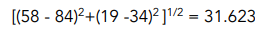 [(58 - 84)²+(19 -34)²]¹/² = 31.623